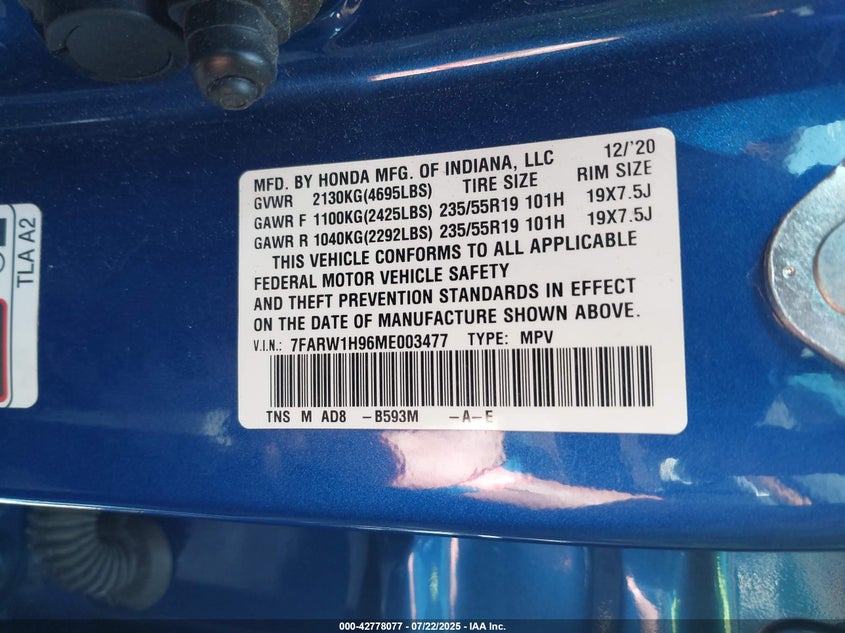 MFD. BY HONDA MFG. OF INDIANA, LLC 12/'20
GVWR 2130KG(4695LBS) TIRE SIZE RIM SIZE
GAWR F 1100KG(2425LBS) 235/55R19 101H 19X7.5J
GAWR R 1040KG(2292LBS) 235/55R19 101H 19X7.5J
THIS VEHICLE CONFORMS TO ALL APPLICABLE
FEDERAL MOTOR VEHICLE SAFETY
AND THEFT PREVENTION STANDARDS IN EFFECT
ON THE DATE OF MANUFACTURE SHOWN ABOVE.
V.I.N.: 7FARW1H96ME003477 TYPE: MPV
TNS M AD8 -B593M -A-E
TLA A2
000-42778077 - 07/22/2025 - IAA Inc.